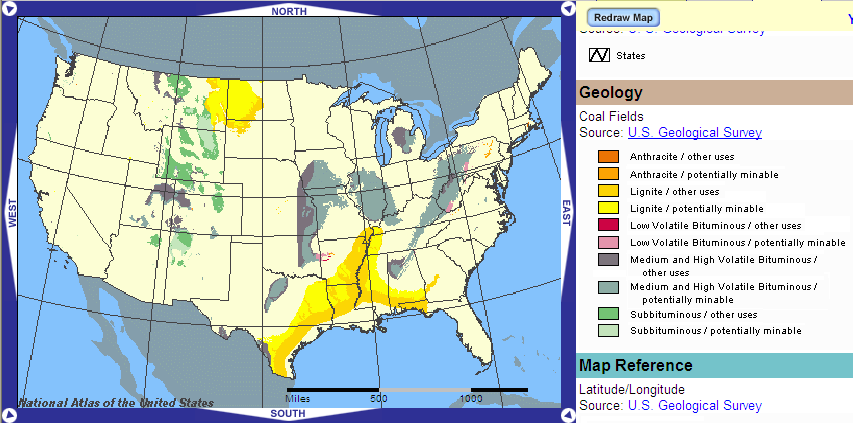 NORTH
WEST
EAST
SOUTH
Miles 500 1000
National Atlas of the United States
Redraw Map
Source: U.S. Geological Survey
States
Geology
Coal Fields
Source: U.S. Geological Survey
Anthracite / other uses
Anthracite / potentially minable
Lignite / other uses
Lignite / potentially minable
Low Volatile Bituminous / other uses
Low Volatile Bituminous / potentially minable
Medium and High Volatile Bituminous /
other uses
Medium and High Volatile Bituminous /
potentially minable
Subbituminous / other uses
Subbituminous / potentially minable
Map Reference
Latitude/Longitude
Source: U.S. Geological Survey